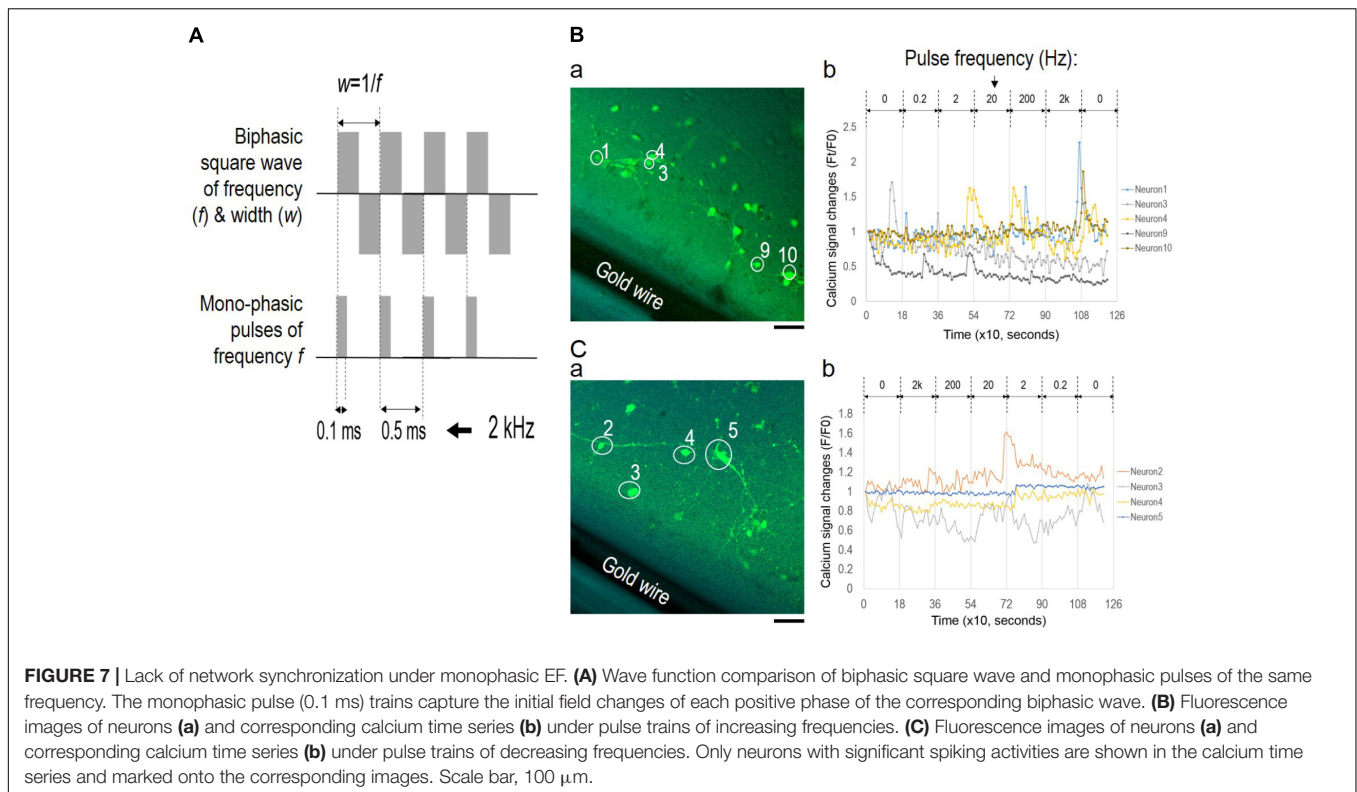 A
w=1/f
Biphasic
square wave
of frequency
(f) & width (w)
Mono-phasic
pulses of
frequency f
0.1 ms 0.5 ms 2 kHz
B
a
1
4
3
9
10
Gold wire
b
Pulse frequency (Hz):
0 0.2 2 20 200 2k 0
Calcium signal changes (Ft/F0)
2.5
2
1.5
1
0.5
0
0 18 36 54 72 90 108 126
Time (x10, seconds)
Neuron1
Neuron3
Neuron4
Neuron9
Neuron10
C
a
2
4
5
3
Gold wire
b
0 2k 200 20 2 0.2 0
Calcium signal changes (F/F0)
1.8
1.6
1.4
1.2
1
0.8
0.6
0.4
0.2
0
0 18 36 54 72 90 108 126
Time (x10, seconds)
Neuron2
Neuron3
Neuron4
Neuron5
FIGURE 7 | Lack of network synchronization under monophasic EF. (A) Wave function comparison of biphasic square wave and monophasic pulses of the same
frequency. The monophasic pulse (0.1 ms) trains capture the initial field changes of each positive phase of the corresponding biphasic wave. (B) Fluorescence
images of neurons (a) and corresponding calcium time series (b) under pulse trains of increasing frequencies. (C) Fluorescence images of neurons (a) and
corresponding calcium time series (b) under pulse trains of decreasing frequencies. Only neurons with significant spiking activities are shown in the calcium time
series and marked onto the corresponding images. Scale bar, 100 μm.